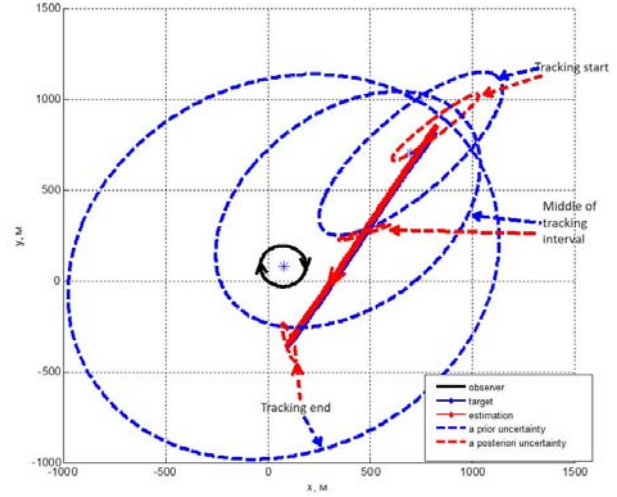 1500
1000
500
0
-500
-1000
y, м
Tracking start
Middle of
tracking
interval
Tracking end
observer
target
estimation
a prior uncertainty
a posteriori uncertainty
-1000
-500
0
500
1000
1500
x, м